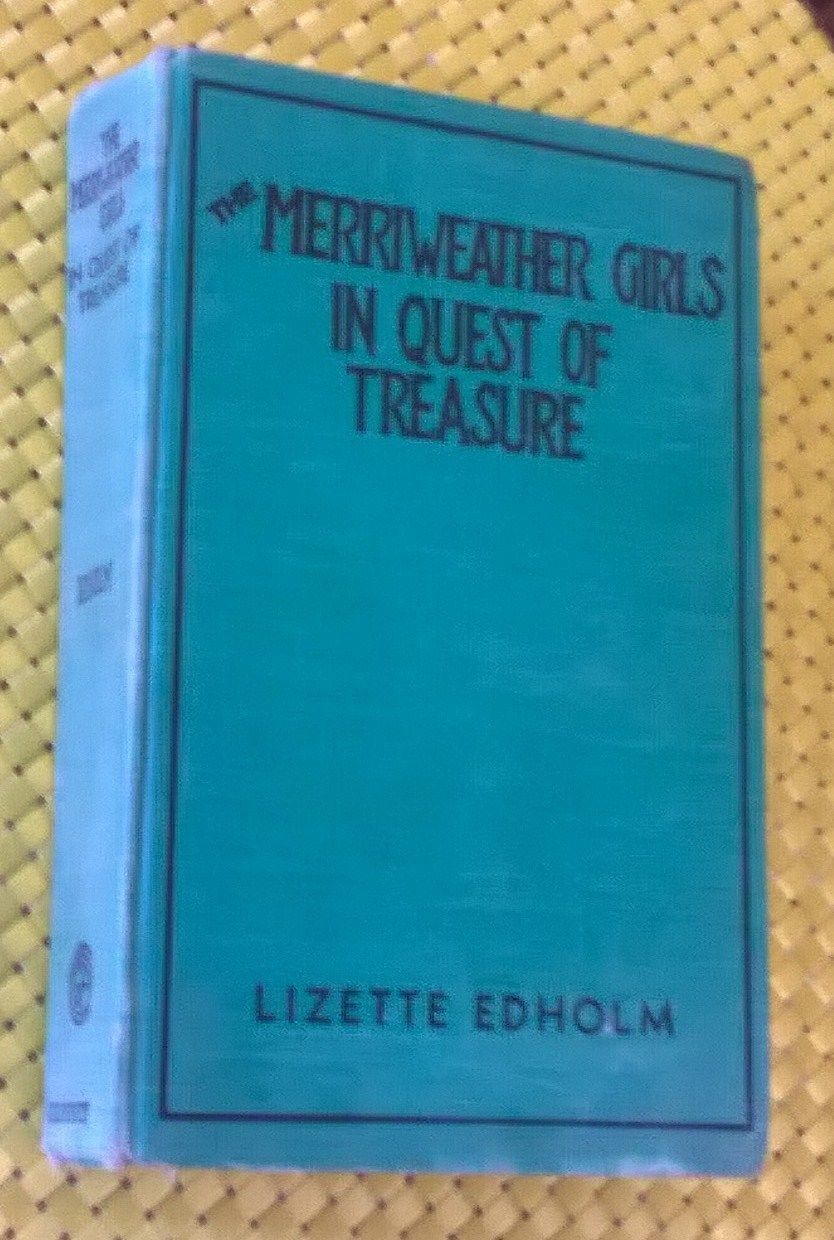 THE MERRIWEATHER GIRLS
IN QUEST OF
TREASURE
LIZETTE EDHOLM
THE
MERRIWEATHER
GIRLS
IN QUEST OF
TREASURE
EDHOLM